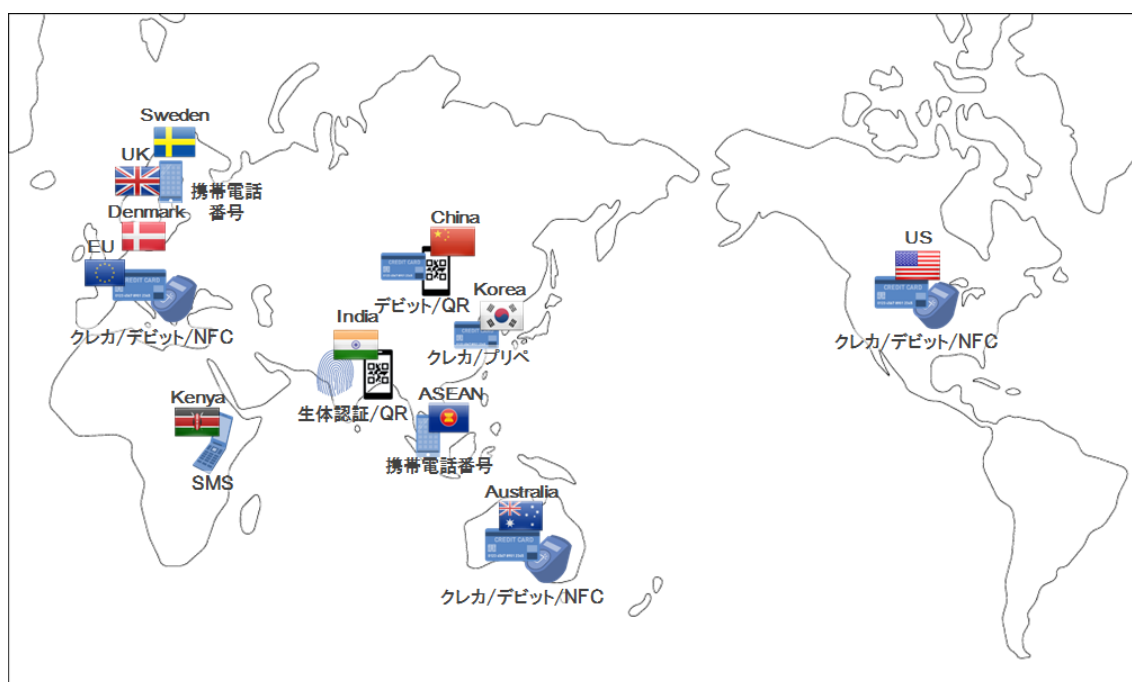 Sweden
UK
携帯電話
番号
Denmark
EU
クレカ/デビット/NFC
China
デビット/QR
Korea
クレカ/プリペ
India
生体認証/QR
ASEAN
携帯電話番号
Kenya
SMS
Australia
CREDIT CARD
クレカ/デビット/NFC
US
クレカ/デビット/NFC